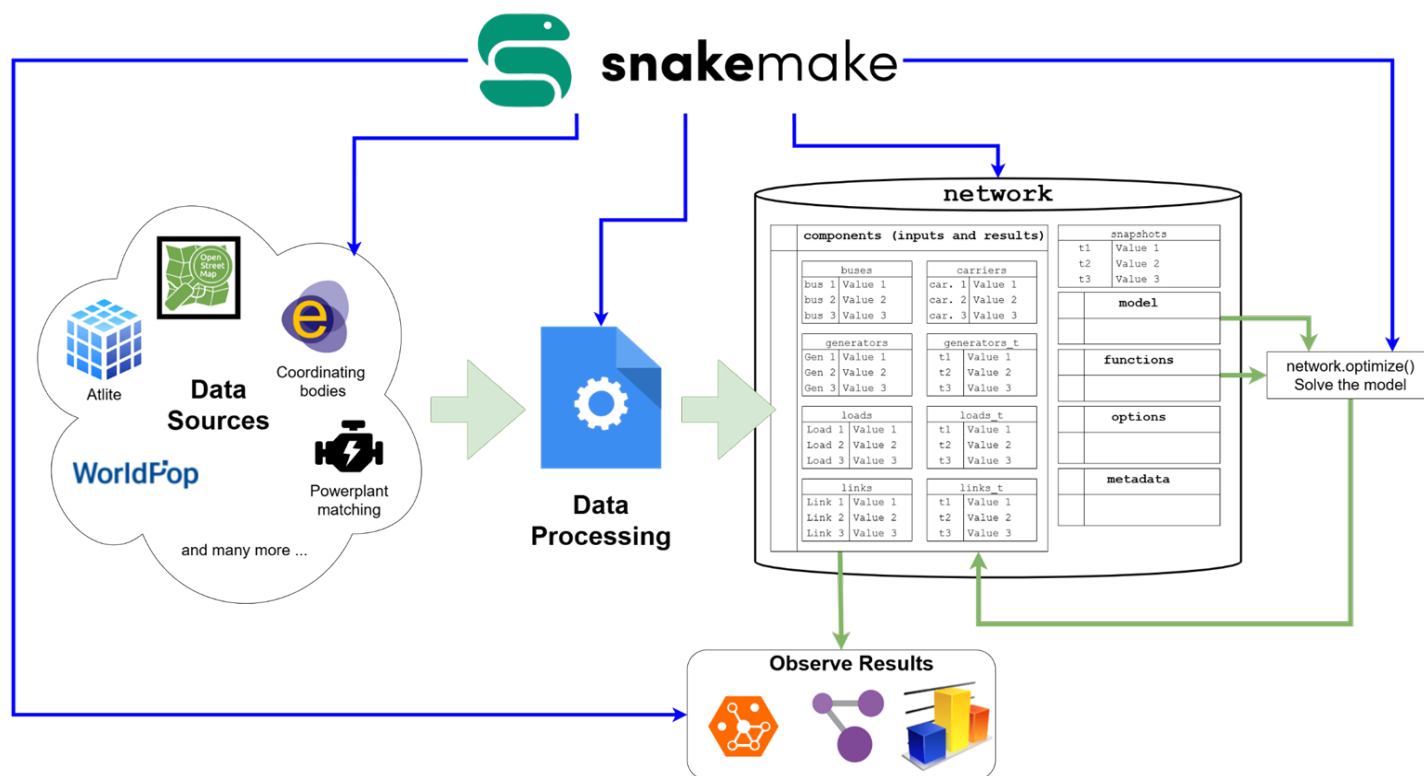 snakemake
Open
Street
Map
e
Atlite
Data
Sources
Coordinating
bodies
WorldPop
Powerplant
matching
and many more ...
Data
Processing
network
components (inputs and results)
buses
bus 1 Value 1
bus 2 Value 2
bus 3 Value 3
carriers
car. 1 Value 1
car. 2 Value 2
car. 3 Value 3
generators
Gen 1 Value 1
Gen 2 Value 2
Gen 3 Value 3
generators_t
t1 Value 1
t2 Value 2
t3 Value 3
loads
Load 1 Value 1
Load 2 Value 2
Load 3 Value 3
loads_t
t1 Value 1
t2 Value 2
t3 Value 3
links
Link 1 Value 1
Link 2 Value 2
Link 3 Value 3
links_t
t1 Value 1
t2 Value 2
t3 Value 3
snapshots
t1 Value 1
t2 Value 2
t3 Value 3
model
functions
options
metadata
network.optimize()
Solve the model
Observe Results